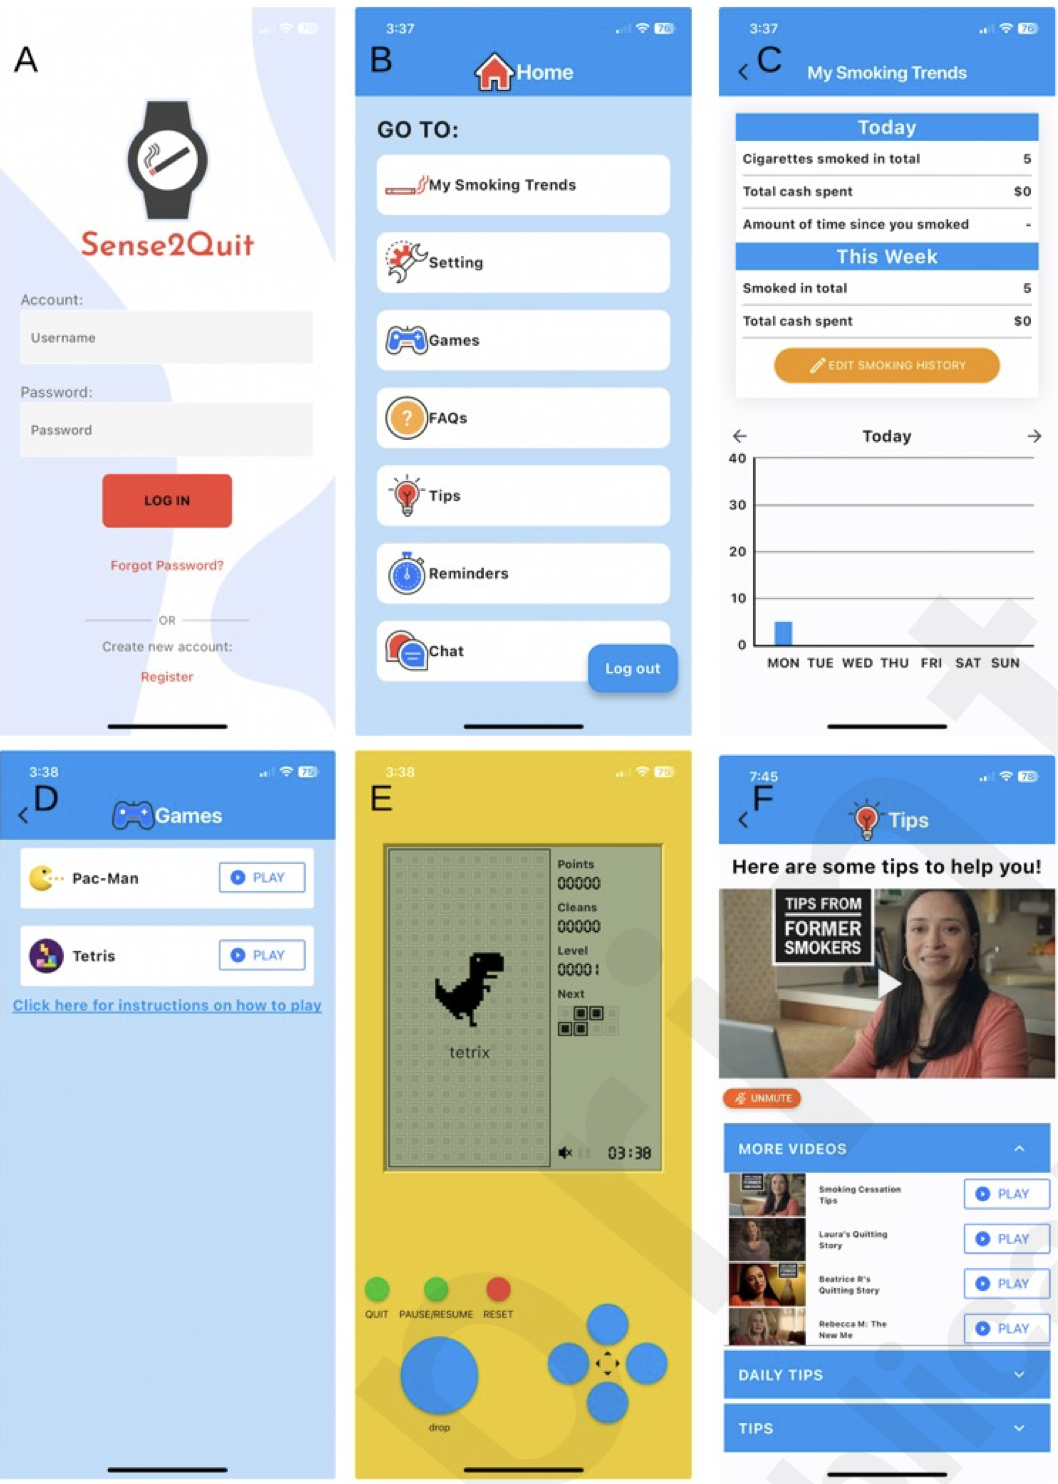 A
Sense2Quit
Account:
Username
Password:
Password
LOG IN
Forgot Password?
OR
Create new account:
Register
3:37
76
B
Home
GO TO:
My Smoking Trends
Setting
Games
FAQs
Tips
Reminders
Chat
Log out
3:37
76
C
My Smoking Trends
Today
Cigarettes smoked in total 5
Total cash spent $0
Amount of time since you smoked -
This Week
Smoked in total 5
Total cash spent $0
EDIT SMOKING HISTORY
← Today →
40
30
20
10
0
MON TUE WED THU FRI SAT SUN
3:38
75
D
Games
Pac-Man PLAY
Tetris PLAY
Click here for instructions on how to play
3:38
75
E
Points
00000
Cleans
00000
Level
00001
Next
tetrix
03:38
QUIT PAUSE/RESUME RESET
drop
7:45
78
F
Tips
Here are some tips to help you!
TIPS FROM
FORMER
SMOKERS
UNMUTE
MORE VIDEOS
Smoking Cessation
Tips
PLAY
Laura's Quitting
Story
PLAY
Beatrice R's
Quitting Story
PLAY
Rebecca M: The
New Me
PLAY
DAILY TIPS
TIPS